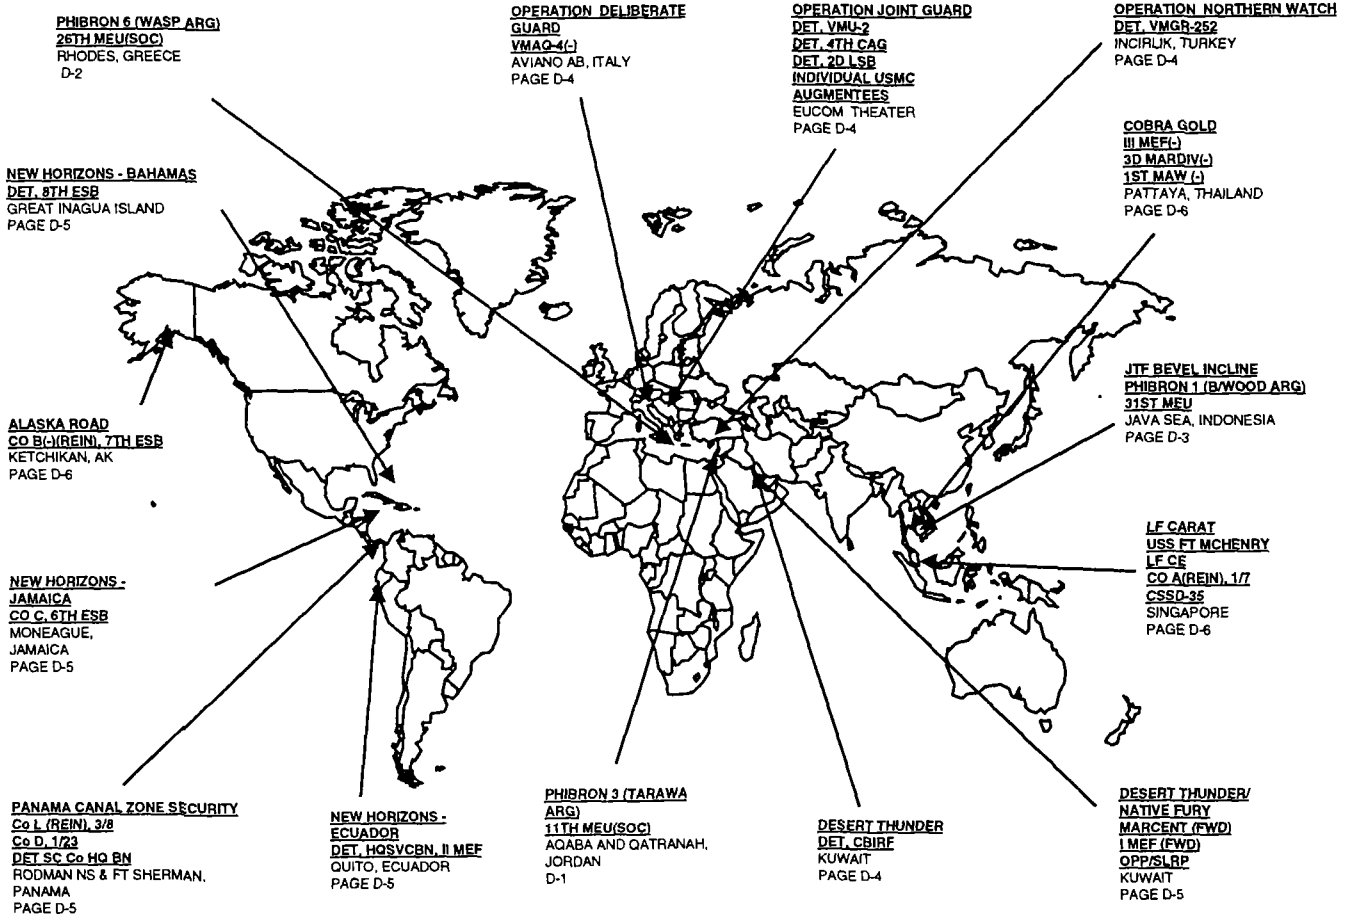 PHIBRON 6 (WASP ARG)
26TH MEU(SOC)
RHODES, GREECE
D-2
OPERATION DELIBERATE
GUARD
VMAQ-4(-)
AVIANO AB, ITALY
PAGE D-4
OPERATION JOINT GUARD
DET, VMU-2
DET, 4TH CAG
DET, 2D LSB
INDIVIDUAL USMC
AUGMENTEES
EUCOM THEATER
PAGE D-4
OPERATION NORTHERN WATCH
DET, VMGR-252
INCIRLIK, TURKEY
PAGE D-4
COBRA GOLD
III MEF(-)
3D MARDIV(-)
1ST MAW (-)
PATTAYA, THAILAND
PAGE D-6
NEW HORIZONS - BAHAMAS
DET, 8TH ESB
GREAT INAGUA ISLAND
PAGE D-5
JTF BEVEL INCLINE
PHIBRON 1 (B/WOOD ARG)
31ST MEU
JAVA SEA, INDONESIA
PAGE D-3
ALASKA ROAD
CO B(-)(REIN), 7TH ESB
KETCHIKAN, AK
PAGE D-6
LF CARAT
USS FT MCHENRY
LF CE
CO A(REIN), 1/7
CSSD-35
SINGAPORE
PAGE D-6
NEW HORIZONS -
JAMAICA
CO C, 6TH ESB
MONEAGUE,
JAMAICA
PAGE D-5
PANAMA CANAL ZONE SECURITY
Co L (REIN), 3/8
Co D, 1/23
DET SC Co HQ BN
RODMAN NS & FT SHERMAN,
PANAMA
PAGE D-5
NEW HORIZONS -
ECUADOR
DET, HQSVCBN, II MEF
QUITO, ECUADOR
PAGE D-5
PHIBRON 3 (TARAWA
ARG)
11TH MEU(SOC)
AQABA AND QATRANAH,
JORDAN
D-1
DESERT THUNDER
DET, CBIRF
KUWAIT
PAGE D-4
DESERT THUNDER/
NATIVE FURY
MARCENT (FWD)
I MEF (FWD)
OPP/SLRP
KUWAIT
PAGE D-5